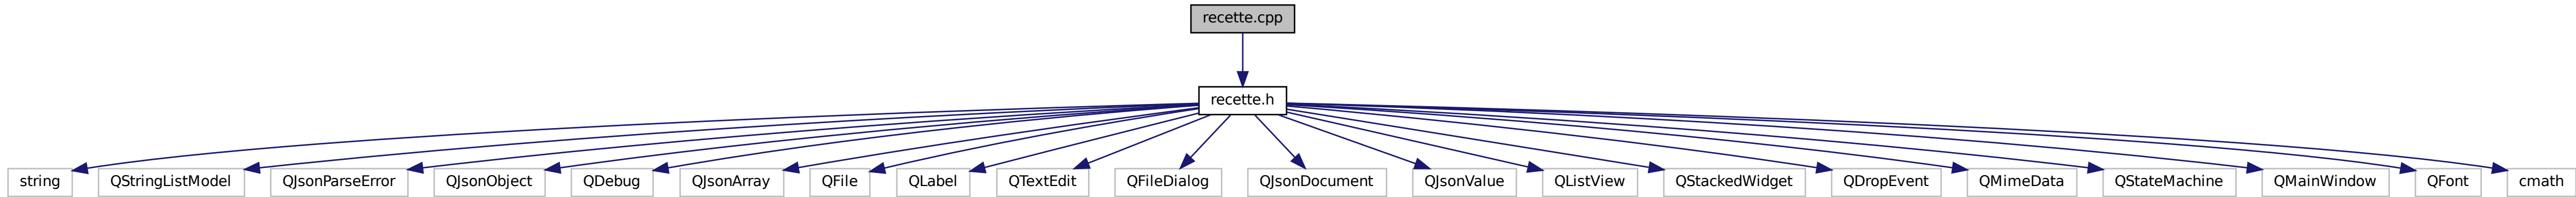 recette.cpp
recette.h
string
QStringListModel
QJsonParseError
QJsonObject
QDebug
QJsonArray
QFile
QLabel
QTextEdit
QFileDialog
QJsonDocument
QJsonValue
QListView
QStackedWidget
QDropEvent
QMimeData
QStateMachine
QMainWindow
QFont
cmath